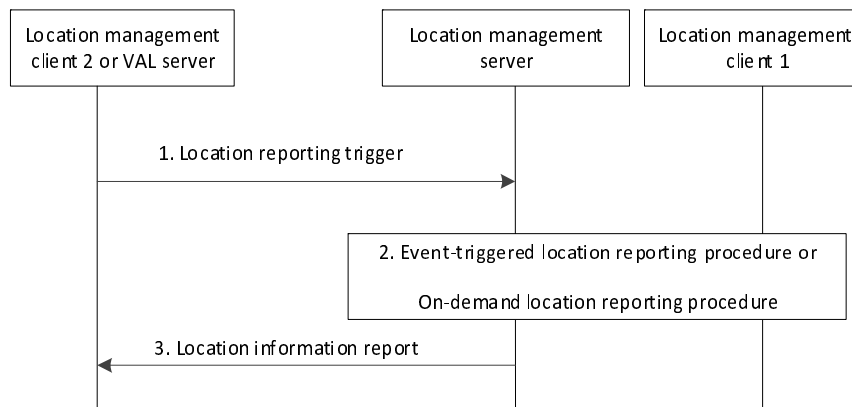 Location management
client 2 or VAL server
Location management
server
Location management
client 1
1. Location reporting trigger
2. Event-triggered location reporting procedure or
On-demand location reporting procedure
3. Location information report